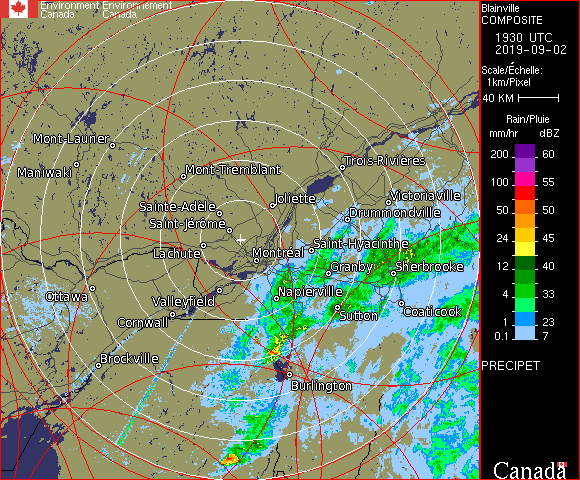 Environment Environnement
Canada Canada
Blainville
COMPOSITE
1930 UTC
2019-09-02
Scale/Échelle:
1km/Pixel
40 KM
Rain/Pluie
mm/hr dBZ
200 60
100 55
50 50
24 45
12 40
4 33
1 23
0.1 7
PRECIPET
Canada
Mont-Laurier
Maniwaki
Mont-Tremblant
Trois-Rivières
Joliette
Victoriaville
Sainte-Adèle
Drummondville
Saint-Jérôme
Lachute
Montréal
Saint-Hyacinthe
Granby
Sherbrooke
Ottawa
Valleyfield
Napierville
Sutton
Coaticook
Cornwall
Brockville
Burlington